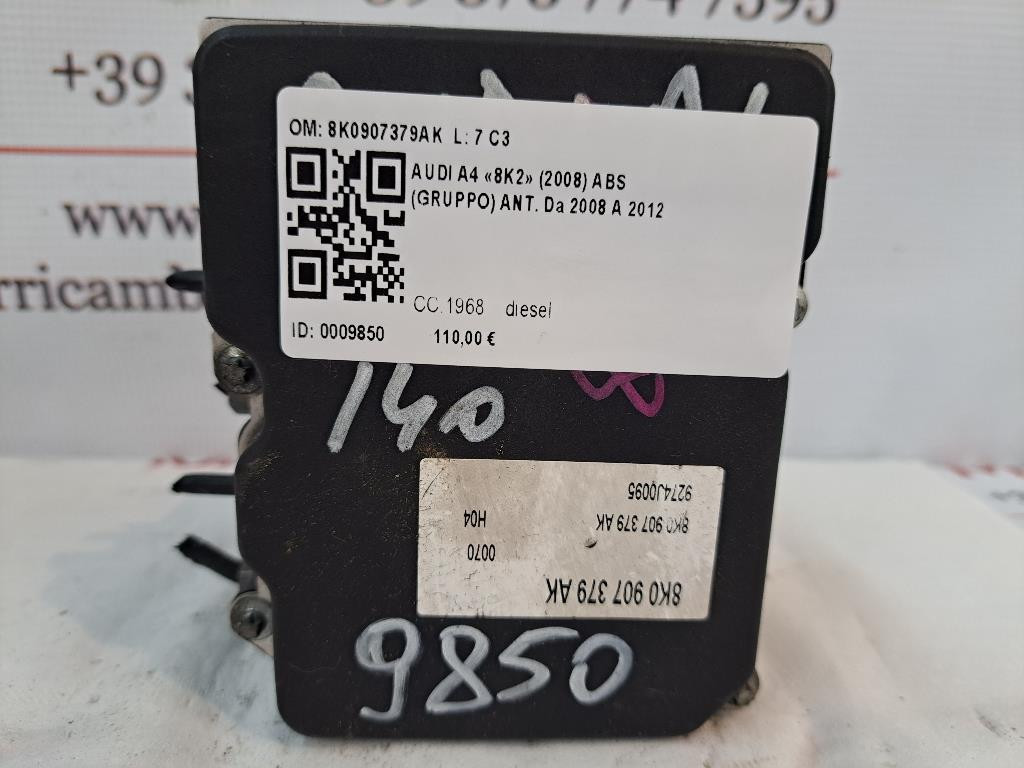 +39
www.
rricamb
OM: 8K0907379AK L: 7 C3
AUDI A4 «8K2» (2008) ABS
(GRUPPO) ANT. Da 2008 A 2012
CC.1968 diesel
ID: 0009850 110,00 €
140
8K0 907 379 AK
0070
8K0 907 379 AK H04
9274J0095
9850